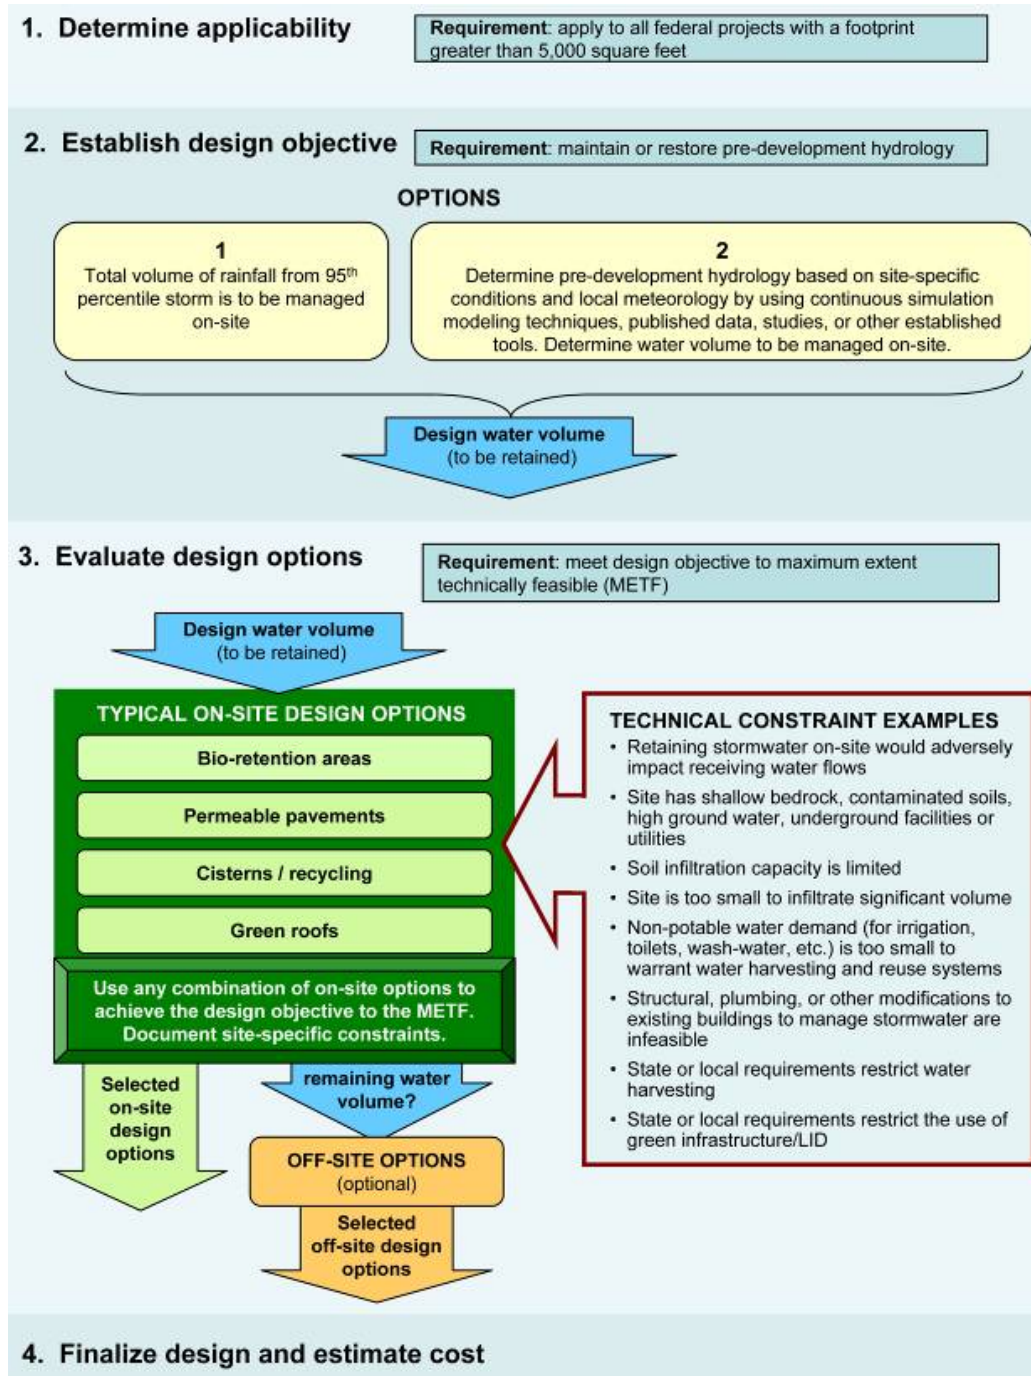 1. Determine applicability
Requirement: apply to all federal projects with a footprint
greater than 5,000 square feet
2. Establish design objective
Requirement: maintain or restore pre-development hydrology
OPTIONS
1
Total volume of rainfall from 95th
percentile storm is to be managed
on-site
2
Determine pre-development hydrology based on site-specific
conditions and local meteorology by using continuous simulation
modeling techniques, published data, studies, or other established
tools. Determine water volume to be managed on-site.
Design water volume
(to be retained)
3. Evaluate design options
Requirement: meet design objective to maximum extent
technically feasible (METF)
Design water volume
(to be retained)
TYPICAL ON-SITE DESIGN OPTIONS
Bio-retention areas
Permeable pavements
Cisterns / recycling
Green roofs
Use any combination of on-site options to
achieve the design objective to the METF.
Document site-specific constraints.
Selected
on-site
design
options
remaining water
volume?
OFF-SITE OPTIONS
(optional)
Selected
off-site design
options
TECHNICAL CONSTRAINT EXAMPLES
• Retaining stormwater on-site would adversely
impact receiving water flows
• Site has shallow bedrock, contaminated soils,
high ground water, underground facilities or
utilities
• Soil infiltration capacity is limited
• Site is too small to infiltrate significant volume
• Non-potable water demand (for irrigation,
toilets, wash-water, etc.) is too small to
warrant water harvesting and reuse systems
• Structural, plumbing, or other modifications to
existing buildings to manage stormwater are
infeasible
• State or local requirements restrict water
harvesting
• State or local requirements restrict the use of
green infrastructure/LID
4. Finalize design and estimate cost